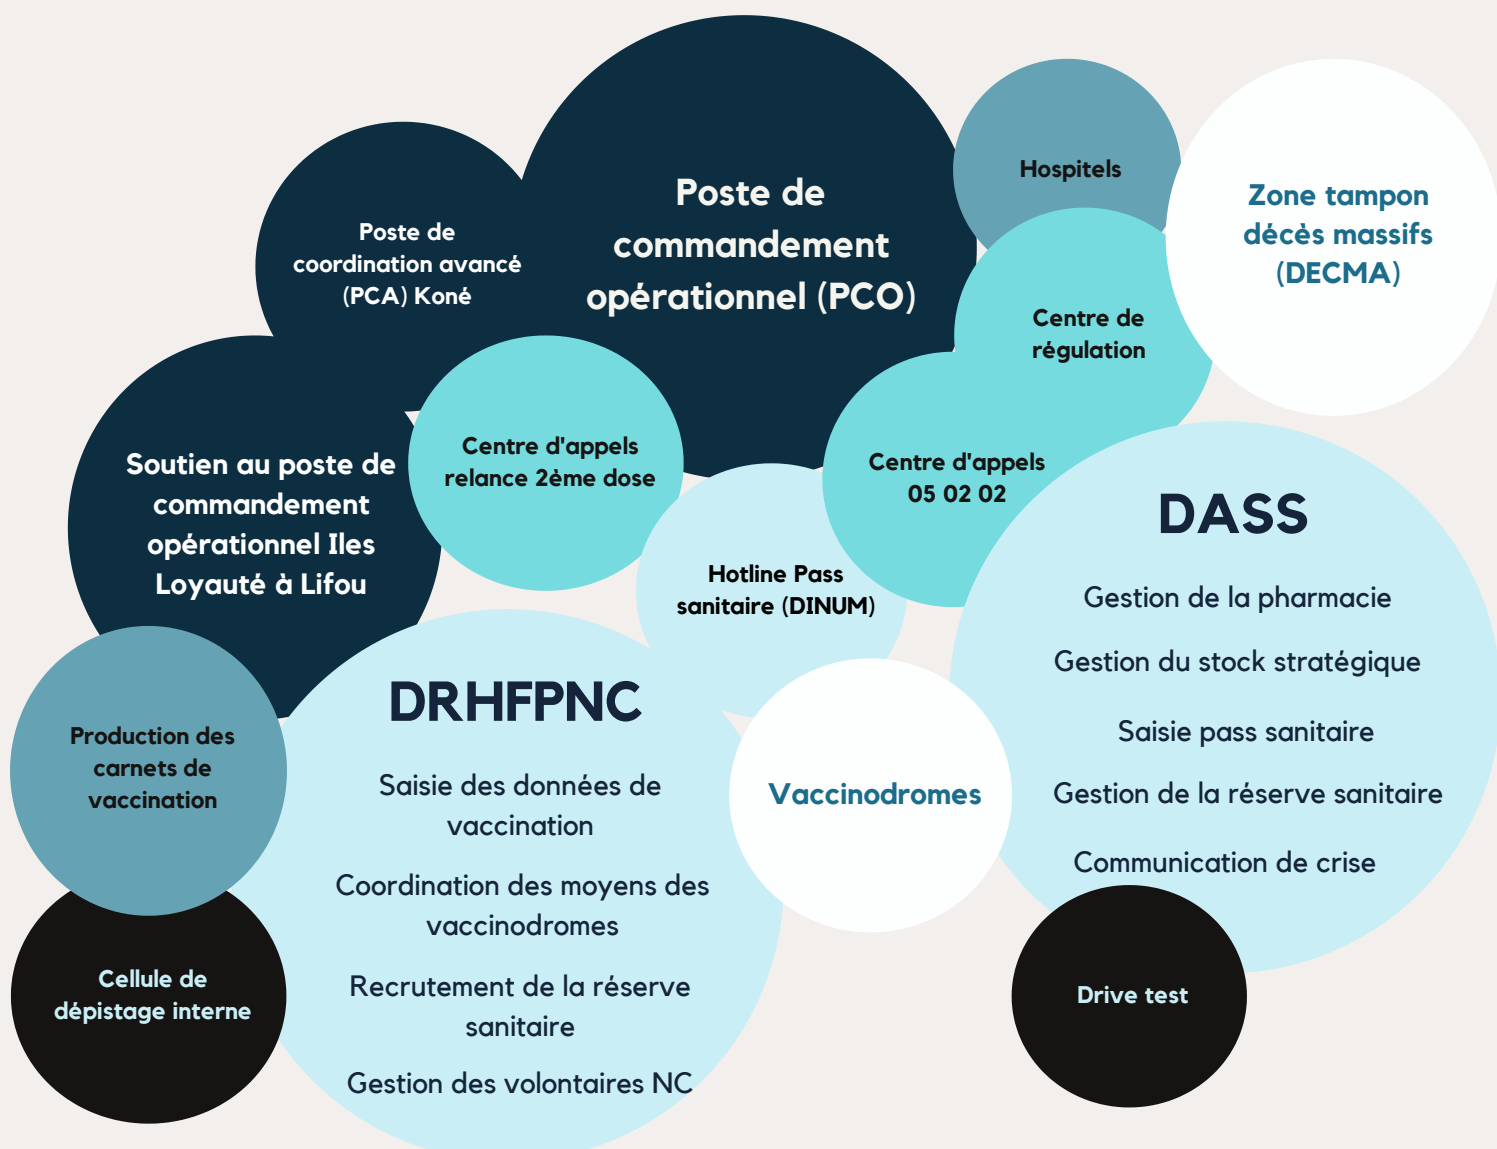 Poste de
commandement
opérationnel (PCO)
Hospitels
Zone tampon
décès massifs
(DECMA)
Poste de
coordination avancé
(PCA) Koné
Centre de
régulation
Soutien au poste de
commandement
opérationnel Iles
Loyauté à Lifou
Centre d'appels
relance 2ème dose
Centre d'appels
05 02 02
Hotline Pass
sanitaire (DINUM)
DASS
Gestion de la pharmacie
Gestion du stock stratégique
Saisie pass sanitaire
Gestion de la réserve sanitaire
Communication de crise
DRHFPNC
Saisie des données de
vaccination
Coordination des moyens des
vaccinodromes
Recrutement de la réserve
sanitaire
Gestion des volontaires NC
Production des
carnets de
vaccination
Vaccinodromes
Cellule de
dépistage interne
Drive test